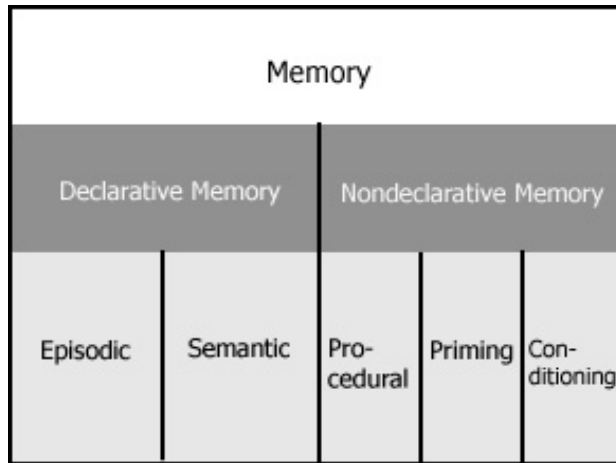 Memory
Declarative Memory
Nondeclarative Memory
Episodic
Semantic
Pro-
cedural
Priming
Con-
ditioning